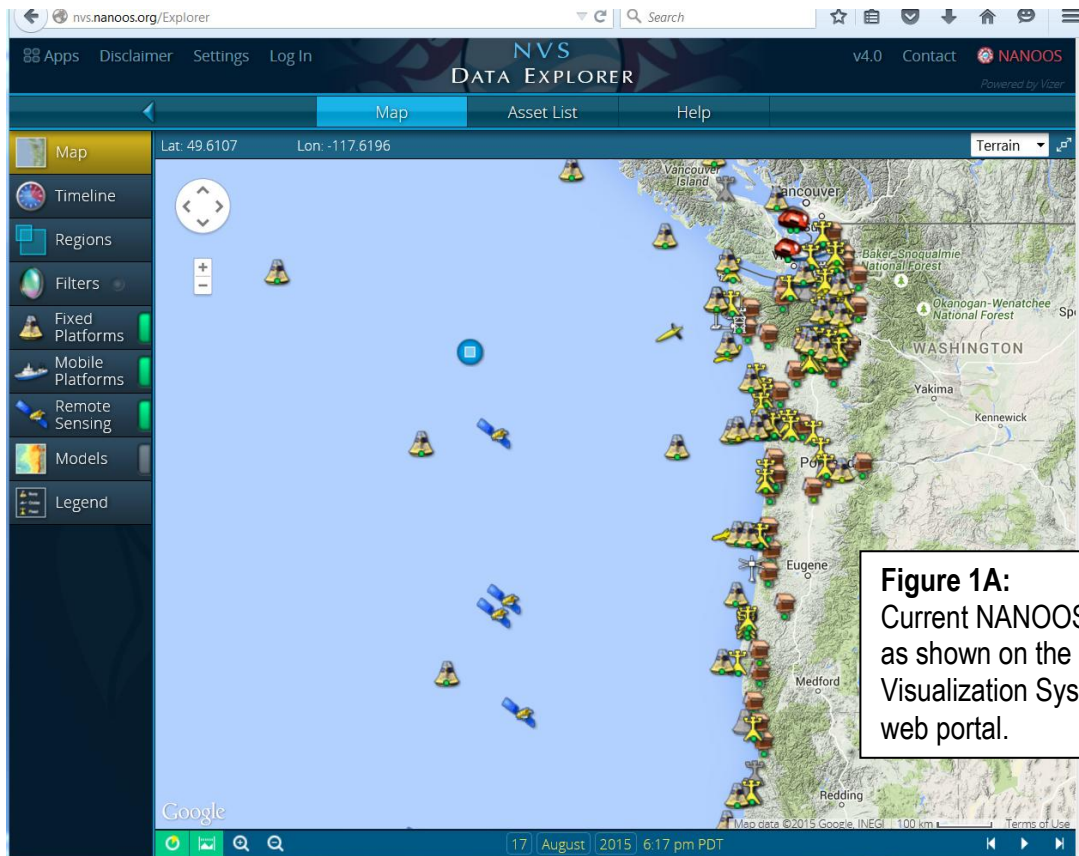 nvs.nanoos.org/Explorer
Search
Apps Disclaimer Settings Log In
NVS
DATA EXPLORER
v4.0 Contact NANOOS
Powered by Vizer
Map Asset List Help
Map
Timeline
Regions
Filters
Fixed
Platforms
Mobile
Platforms
Remote
Sensing
Models
Legend
Lat: 49.6107 Lon: -117.6196
Terrain
Vancouver
Island
Vancouver
Baker-Snoqualmie
National Forest
Okanogan-Wenatchee
National Forest
WASHINGTON
Yakima
Kennewick
Eugene
Medford
Redding
Figure 1A:
Current NANOOS
as shown on the
Visualization Sys
web portal.
Google
Map data ©2015 Google, INEGI 100 km Terms of Use
17 August 2015 6:17 pm PDT